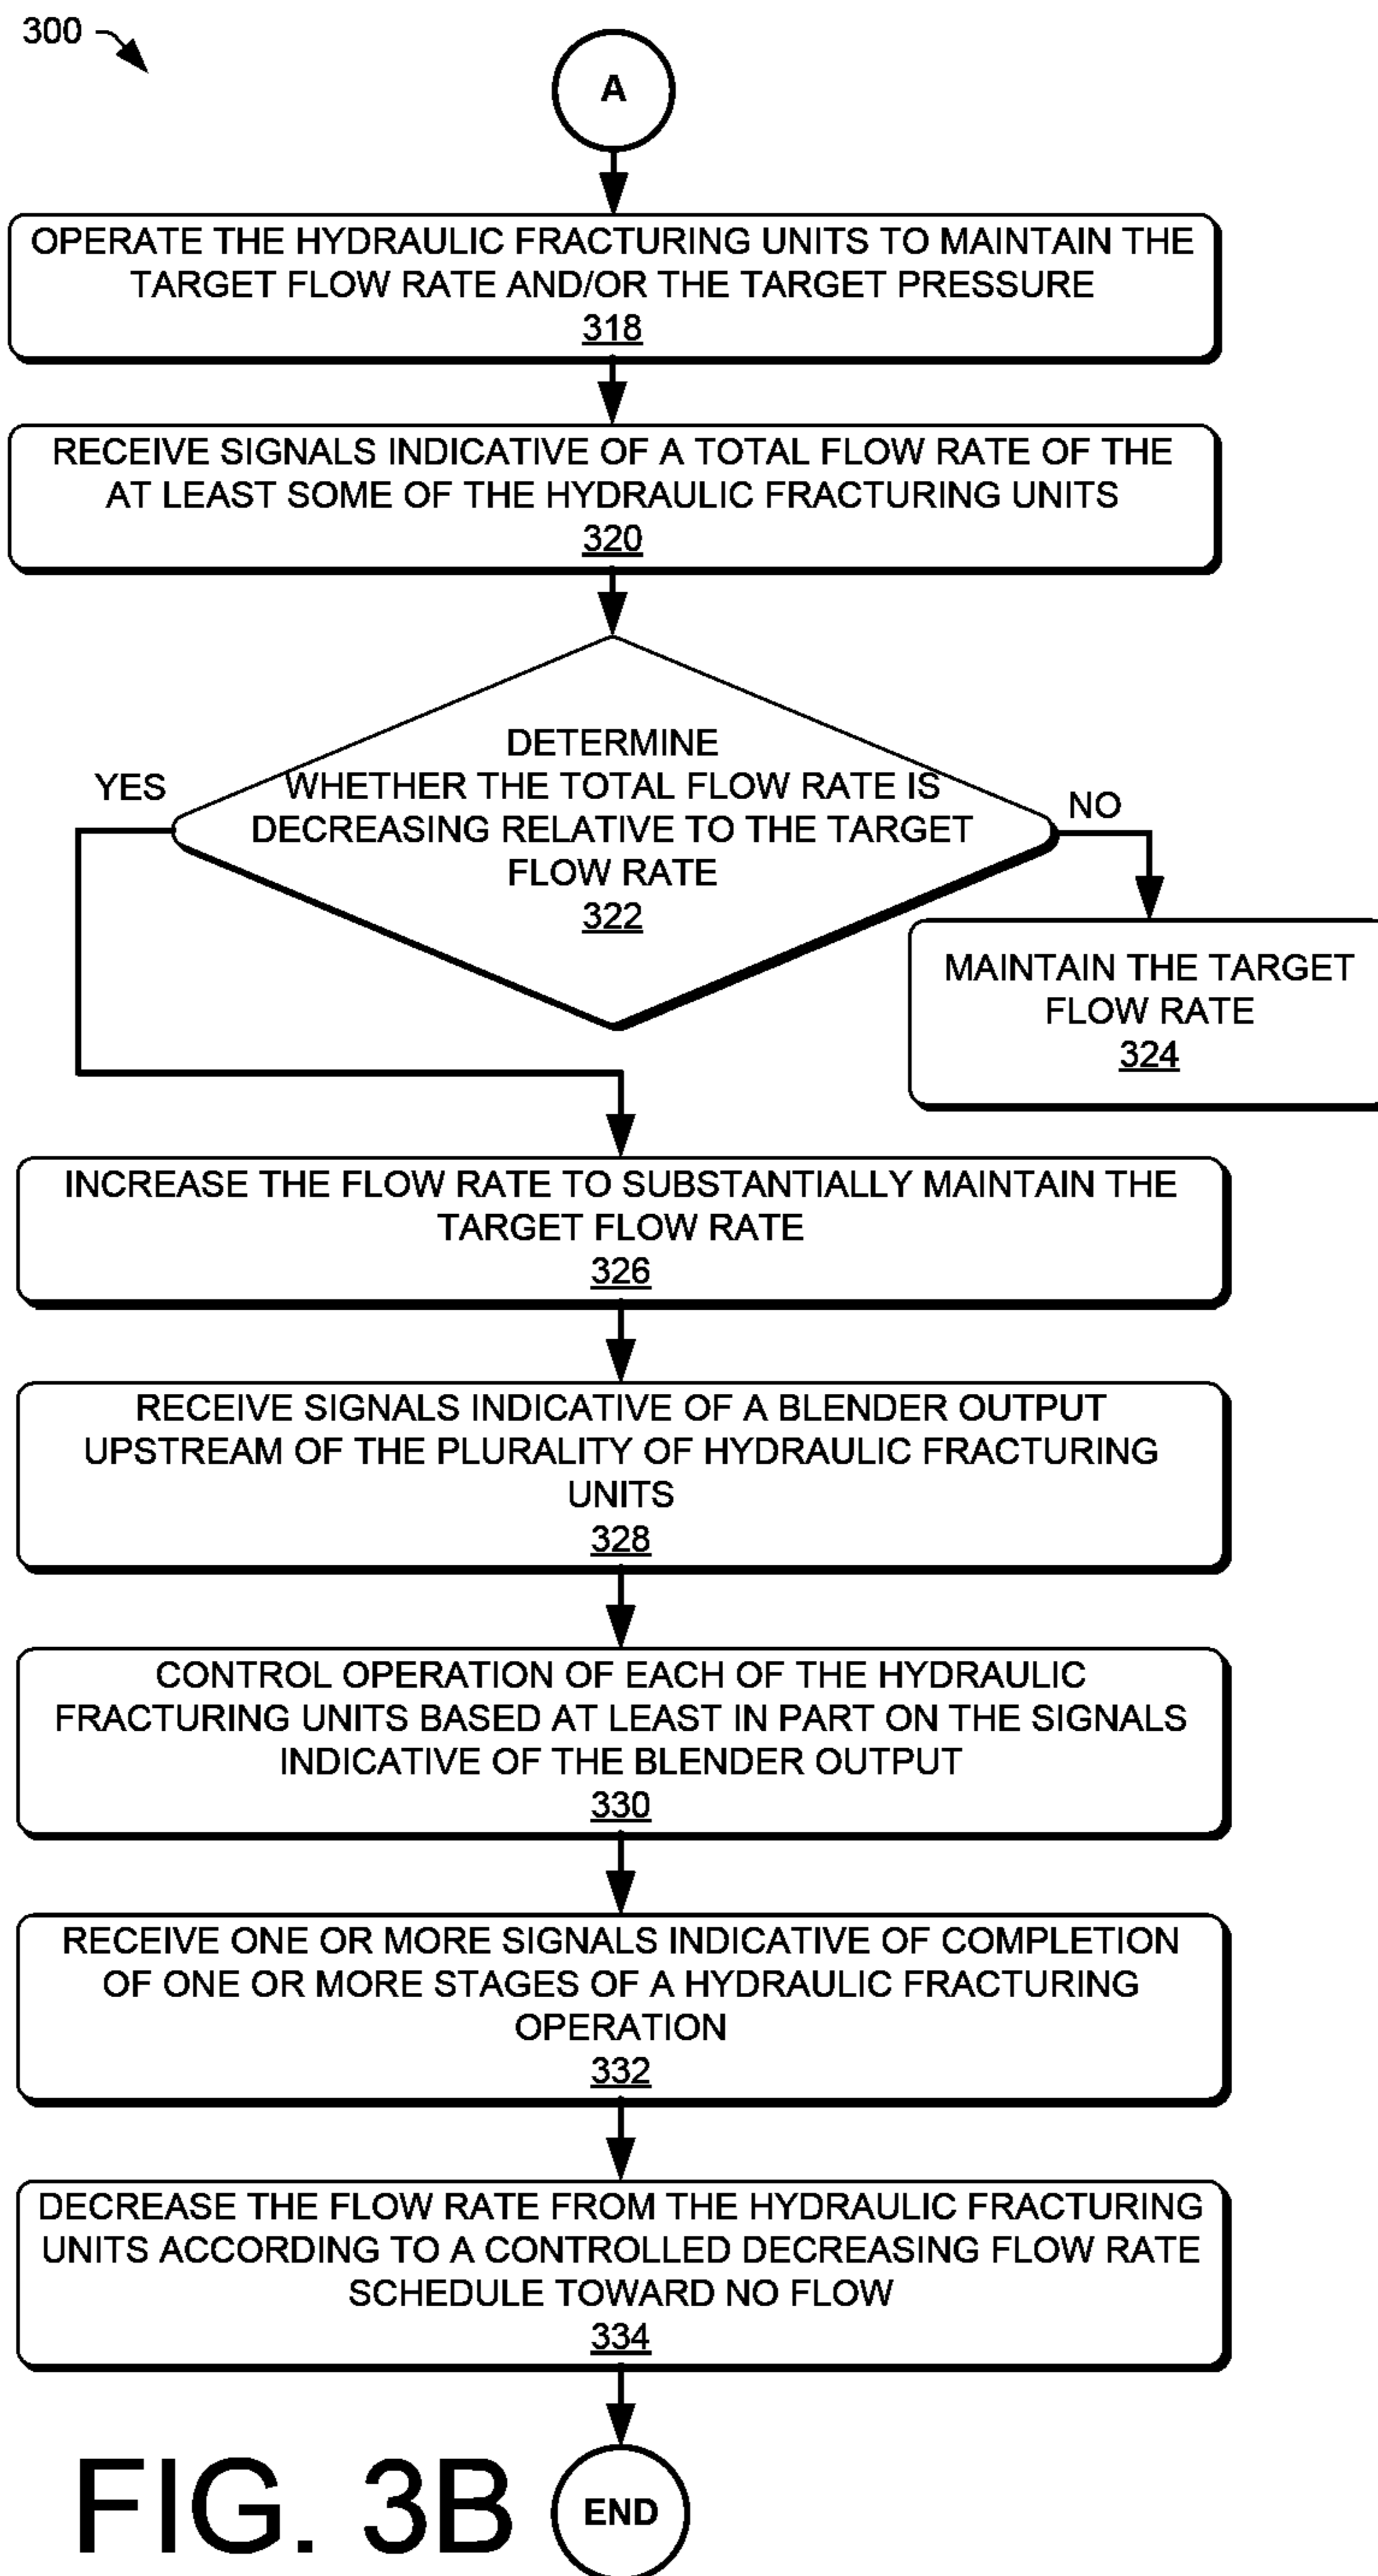 300
A
OPERATE THE HYDRAULIC FRACTURING UNITS TO MAINTAIN THE
TARGET FLOW RATE AND/OR THE TARGET PRESSURE
318
RECEIVE SIGNALS INDICATIVE OF A TOTAL FLOW RATE OF THE
AT LEAST SOME OF THE HYDRAULIC FRACTURING UNITS
320
DETERMINE
WHETHER THE TOTAL FLOW RATE IS
DECREASING RELATIVE TO THE TARGET
FLOW RATE
322
YES
NO
MAINTAIN THE TARGET
FLOW RATE
324
INCREASE THE FLOW RATE TO SUBSTANTIALLY MAINTAIN THE
TARGET FLOW RATE
326
RECEIVE SIGNALS INDICATIVE OF A BLENDER OUTPUT
UPSTREAM OF THE PLURALITY OF HYDRAULIC FRACTURING
UNITS
328
CONTROL OPERATION OF EACH OF THE HYDRAULIC
FRACTURING UNITS BASED AT LEAST IN PART ON THE SIGNALS
INDICATIVE OF THE BLENDER OUTPUT
330
RECEIVE ONE OR MORE SIGNALS INDICATIVE OF COMPLETION
OF ONE OR MORE STAGES OF A HYDRAULIC FRACTURING
OPERATION
332
DECREASE THE FLOW RATE FROM THE HYDRAULIC FRACTURING
UNITS ACCORDING TO A CONTROLLED DECREASING FLOW RATE
SCHEDULE TOWARD NO FLOW
334
END
FIG. 3B